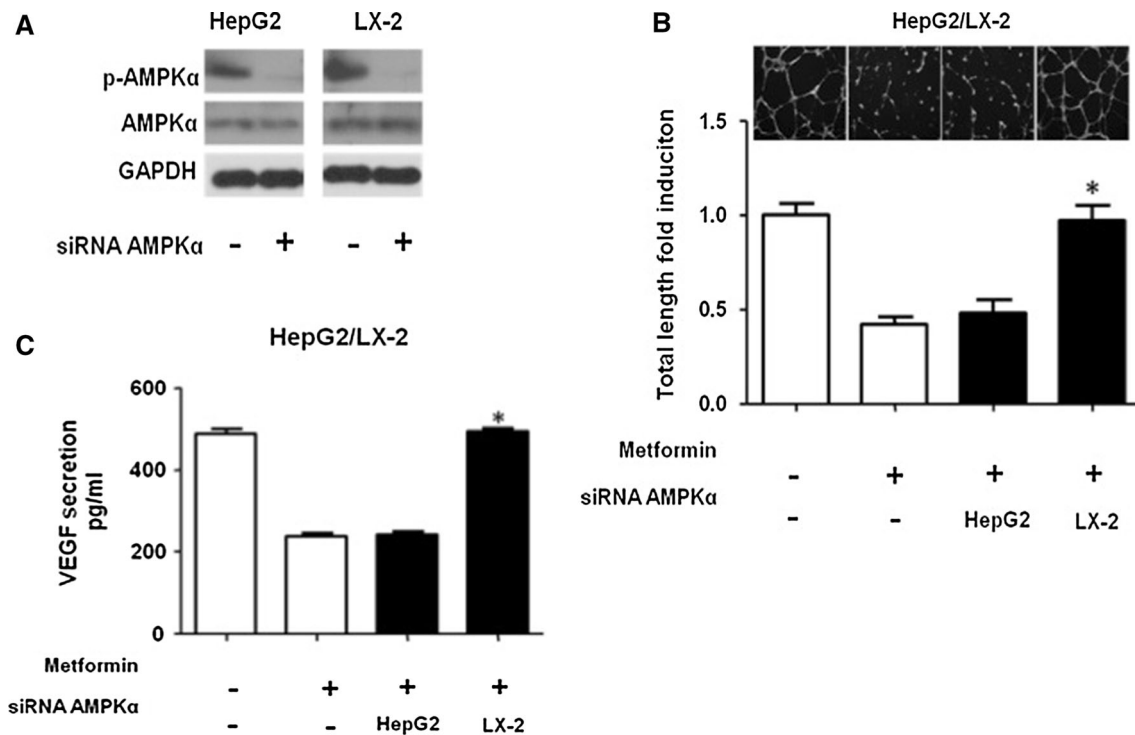 A
HepG2 LX-2
p-AMPKα
AMPKα
GAPDH
siRNA AMPKα - + - +
B
HepG2/LX-2
Total length fold induciton
1.5
1.0
*
0.5
0.0
Metformin - + + +
siRNA AMPKα - - HepG2 LX-2
C
HepG2/LX-2
VEGF secretion
pg/ml
600
*
400
200
0
Metformin - + + +
siRNA AMPKα - - HepG2 LX-2